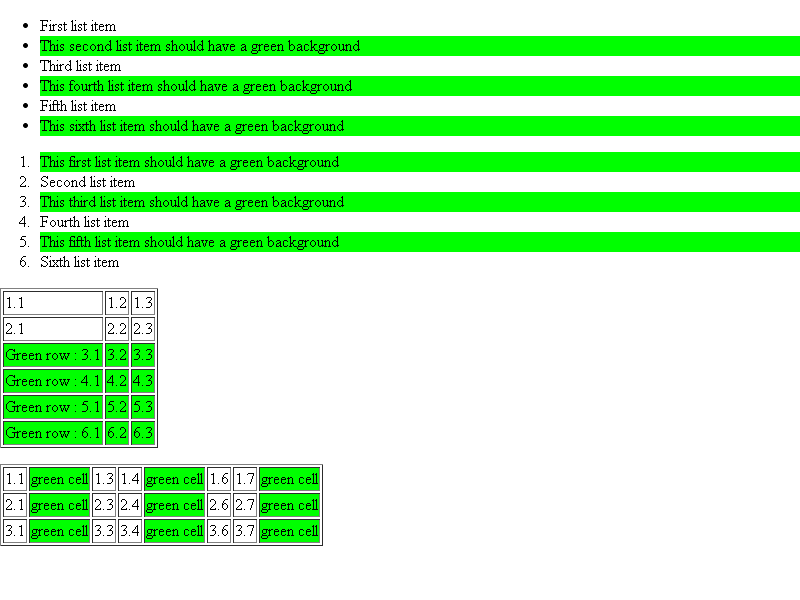 • First list item
• This second list item should have a green background
• Third list item
• This fourth list item should have a green background
• Fifth list item
• This sixth list item should have a green background
1. This first list item should have a green background
2. Second list item
3. This third list item should have a green background
4. Fourth list item
5. This fifth list item should have a green background
6. Sixth list item
1.1 1.2 1.3
2.1 2.2 2.3
Green row : 3.1 3.2 3.3
Green row : 4.1 4.2 4.3
Green row : 5.1 5.2 5.3
Green row : 6.1 6.2 6.3
1.1 green cell 1.3 1.4 green cell 1.6 1.7 green cell
2.1 green cell 2.3 2.4 green cell 2.6 2.7 green cell
3.1 green cell 3.3 3.4 green cell 3.6 3.7 green cell